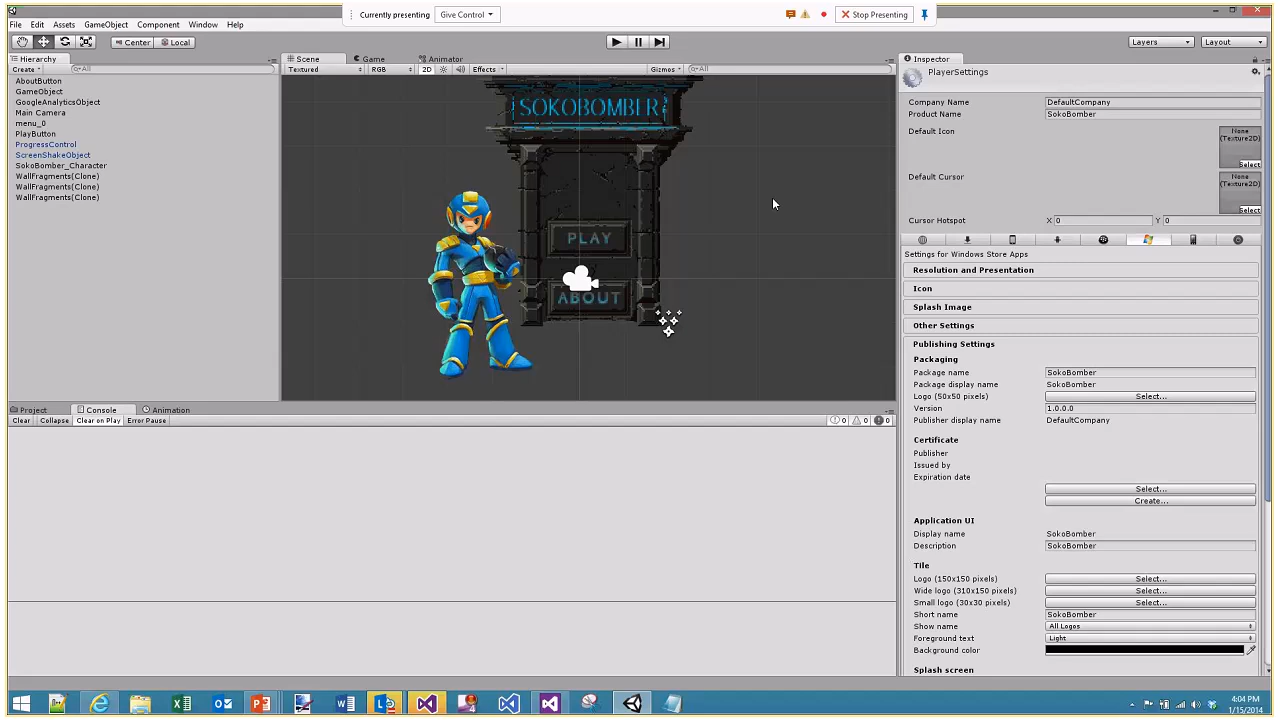 Currently presenting
Give Control
Stop Presenting
File Edit Assets GameObject Component Window Help
Center Local
Layers Layout
Hierarchy
Create All
AboutButton
GameObject
GoogleAnalyticsObject
Main Camera
menu_0
PlayButton
ProgressControl
ScreenShakeObject
SokoBomber_Character
WallFragments(Clone)
WallFragments(Clone)
WallFragments(Clone)
Scene Game Animator
Textured RGB 2D Effects Gizmos All
SOKOBOMBER
PLAY
ABOUT
Project Console Animation
Clear Collapse Clear on Play Error Pause 0 0 0
Inspector
PlayerSettings
Company Name DefaultCompany
Product Name SokoBomber
Default Icon None (Texture2D) Select
Default Cursor None (Texture2D) Select
Cursor Hotspot X 0 Y 0
Settings for Windows Store Apps
Resolution and Presentation
Icon
Splash Image
Other Settings
Publishing Settings
Packaging
Package name SokoBomber
Package display name SokoBomber
Logo (50x50 pixels) Select...
Version 1.0.0.0
Publisher display name DefaultCompany
Certificate
Publisher
Issued by
Expiration date
Select...
Create...
Application UI
Display name SokoBomber
Description SokoBomber
Tile
Logo (150x150 pixels) Select...
Wide logo (310x150 pixels) Select...
Small logo (30x30 pixels) Select...
Short name SokoBomber
Show name All Logos
Foreground text Light
Background color
Splash screen
4:04 PM
1/15/2014